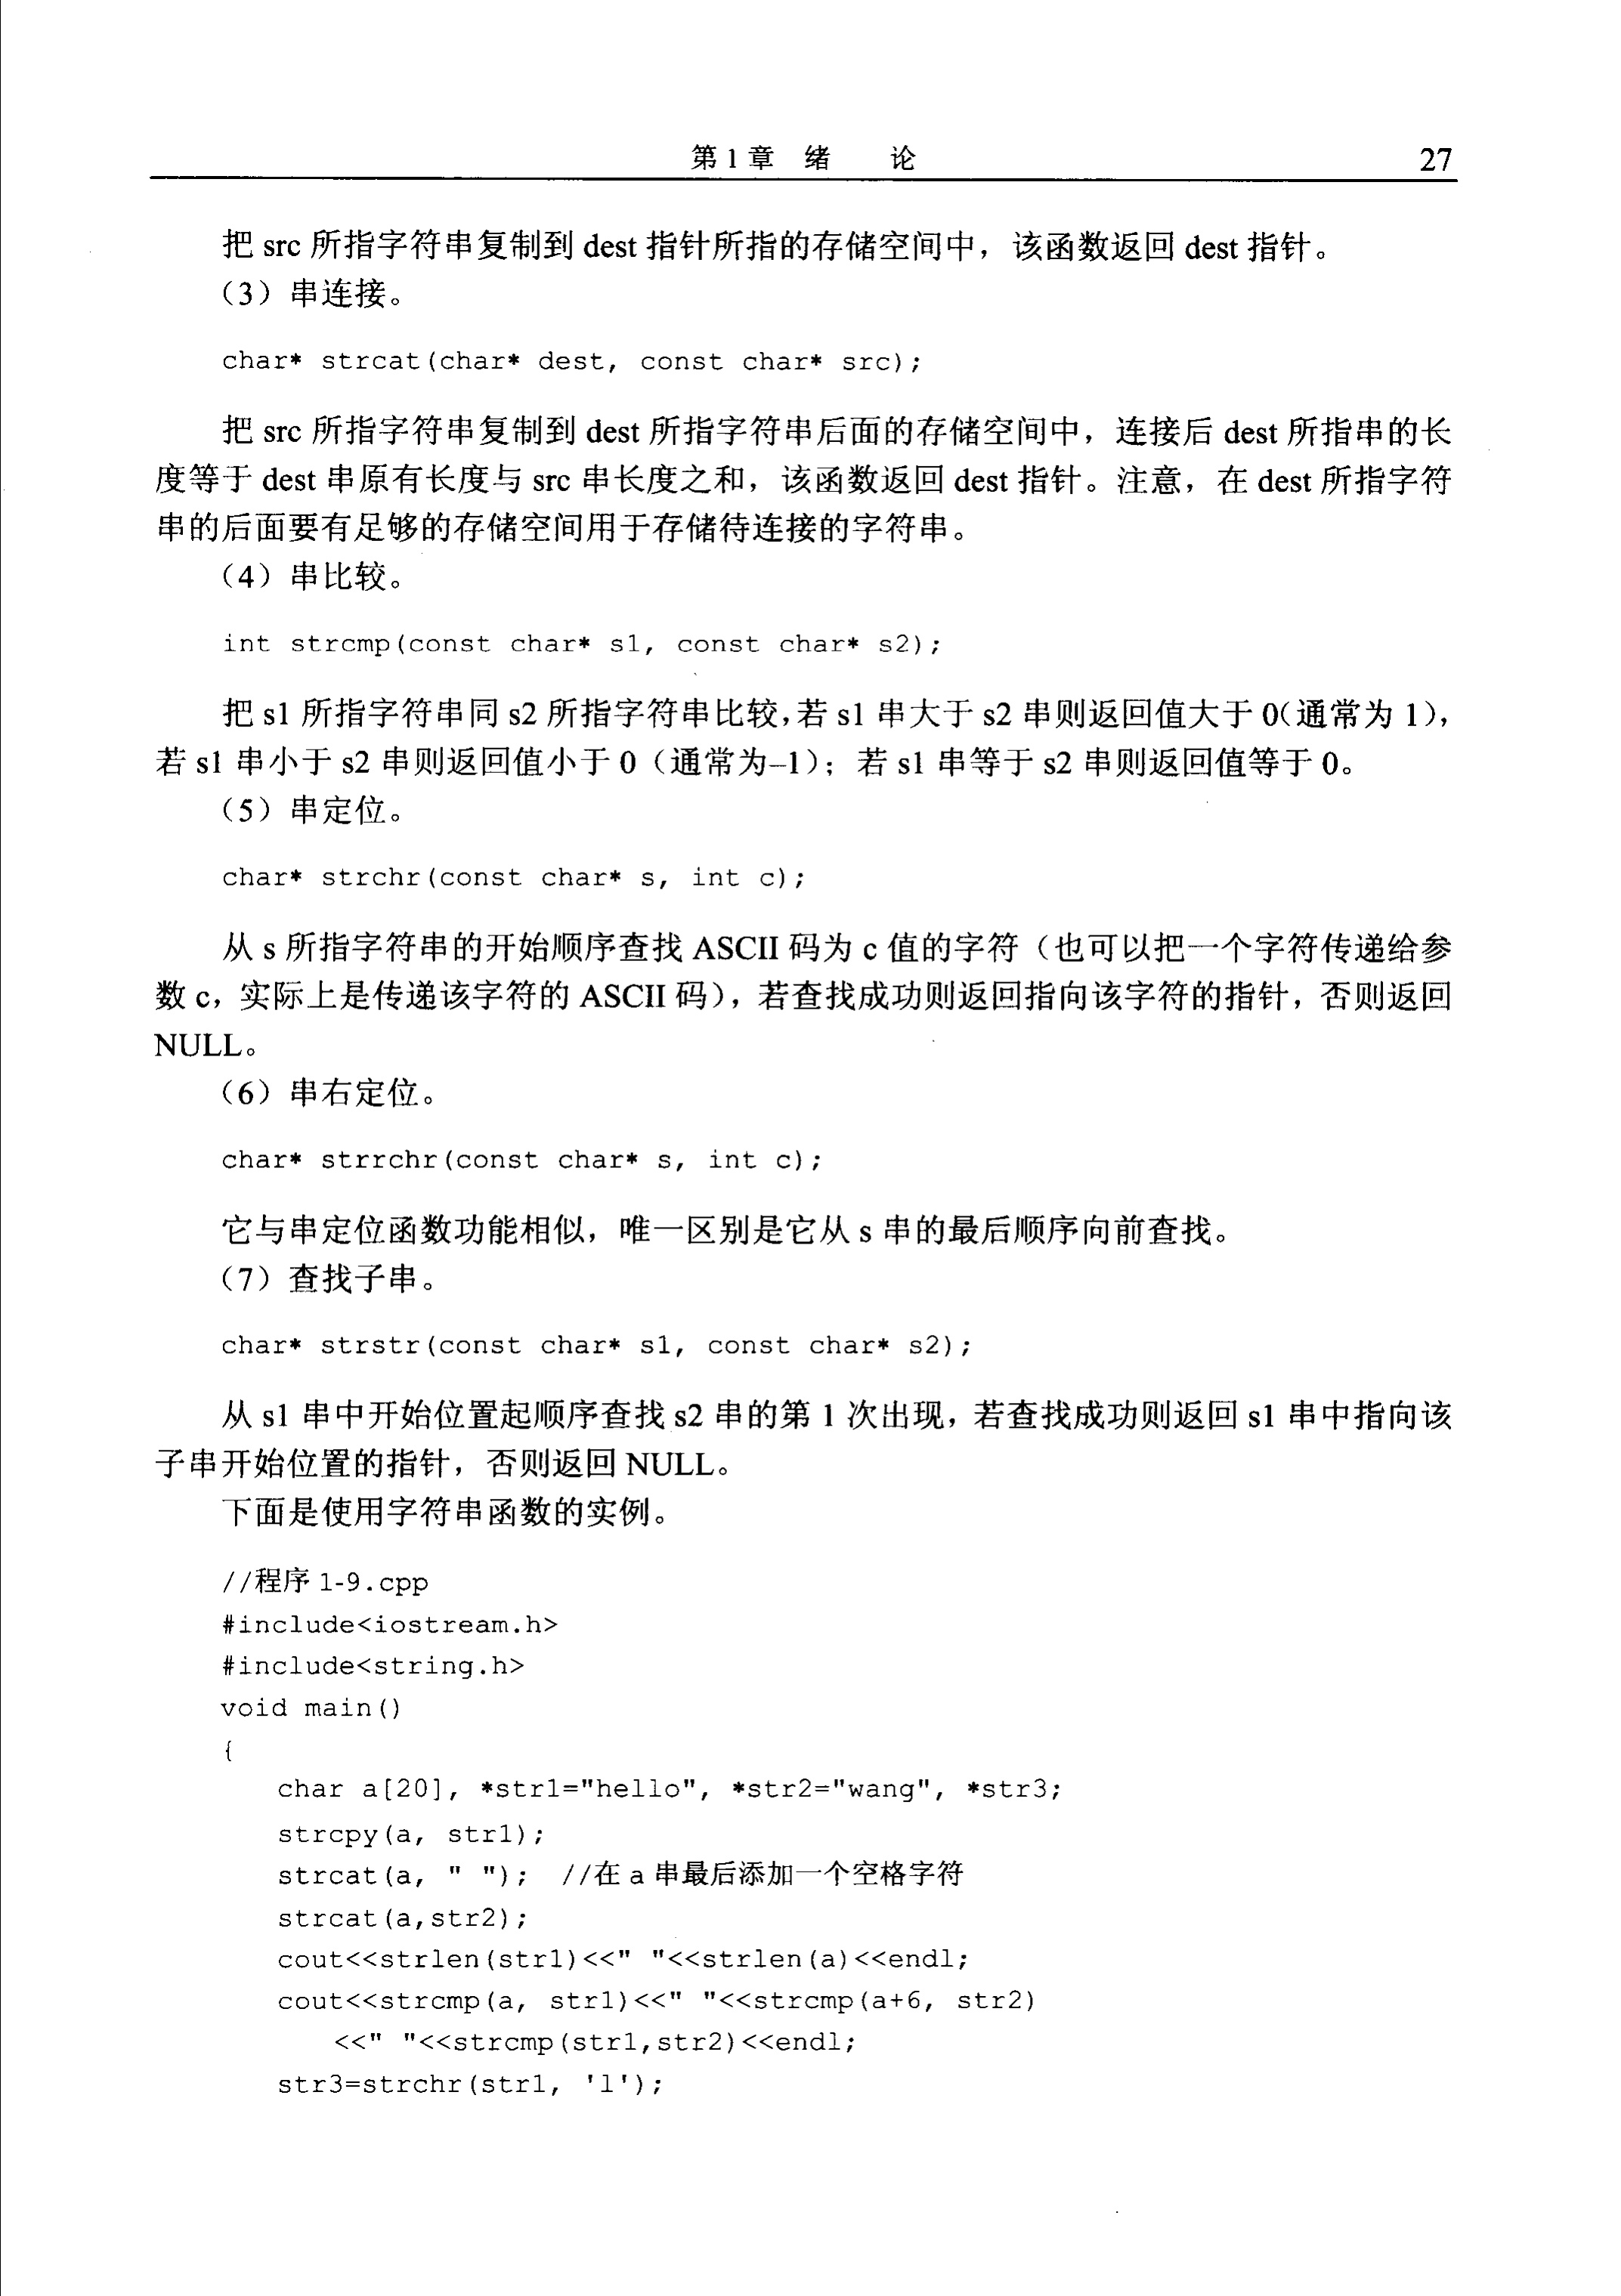 第1章 绪 论 27
把 src 所指字符串复制到 dest 指针所指的存储空间中，该函数返回 dest 指针。
（3）串连接。
char* strcat(char* dest, const char* src);
把 src 所指字符串复制到 dest 所指字符串后面的存储空间中，连接后 dest 所指串的长
度等于 dest 串原有长度与 src 串长度之和，该函数返回 dest 指针。注意，在 dest 所指字符
串的后面要有足够的存储空间用于存储待连接的字符串。
（4）串比较。
int strcmp(const char* s1, const char* s2);
把 s1 所指字符串同 s2 所指字符串比较,若 s1 串大于 s2 串则返回值大于 0(通常为 1)，
若 s1 串小于 s2 串则返回值小于 0（通常为–1）；若 s1 串等于 s2 串则返回值等于 0。
（5）串定位。
char* strchr(const char* s, int c);
从 s 所指字符串的开始顺序查找 ASCII 码为 c 值的字符（也可以把一个字符传递给参
数 c，实际上是传递该字符的 ASCII 码），若查找成功则返回指向该字符的指针，否则返回
NULL。
（6）串右定位。
char* strrchr(const char* s, int c);
它与串定位函数功能相似，唯一区别是它从 s 串的最后顺序向前查找。
（7）查找子串。
char* strstr(const char* s1, const char* s2);
从 s1 串中开始位置起顺序查找 s2 串的第 1 次出现，若查找成功则返回 s1 串中指向该
子串开始位置的指针，否则返回 NULL。
下面是使用字符串函数的实例。
//程序 1-9.cpp
#include<iostream.h>
#include<string.h>
void main()
{
char a[20], *str1="hello", *str2="wang", *str3;
strcpy(a, str1);
strcat(a, " "); //在 a 串最后添加一个空格字符
strcat(a,str2);
cout<<strlen(str1)<<" "<<strlen(a)<<endl;
cout<<strcmp(a, str1)<<" "<<strcmp(a+6, str2)
<<" "<<strcmp(str1,str2)<<endl;
str3=strchr(str1, 'l');